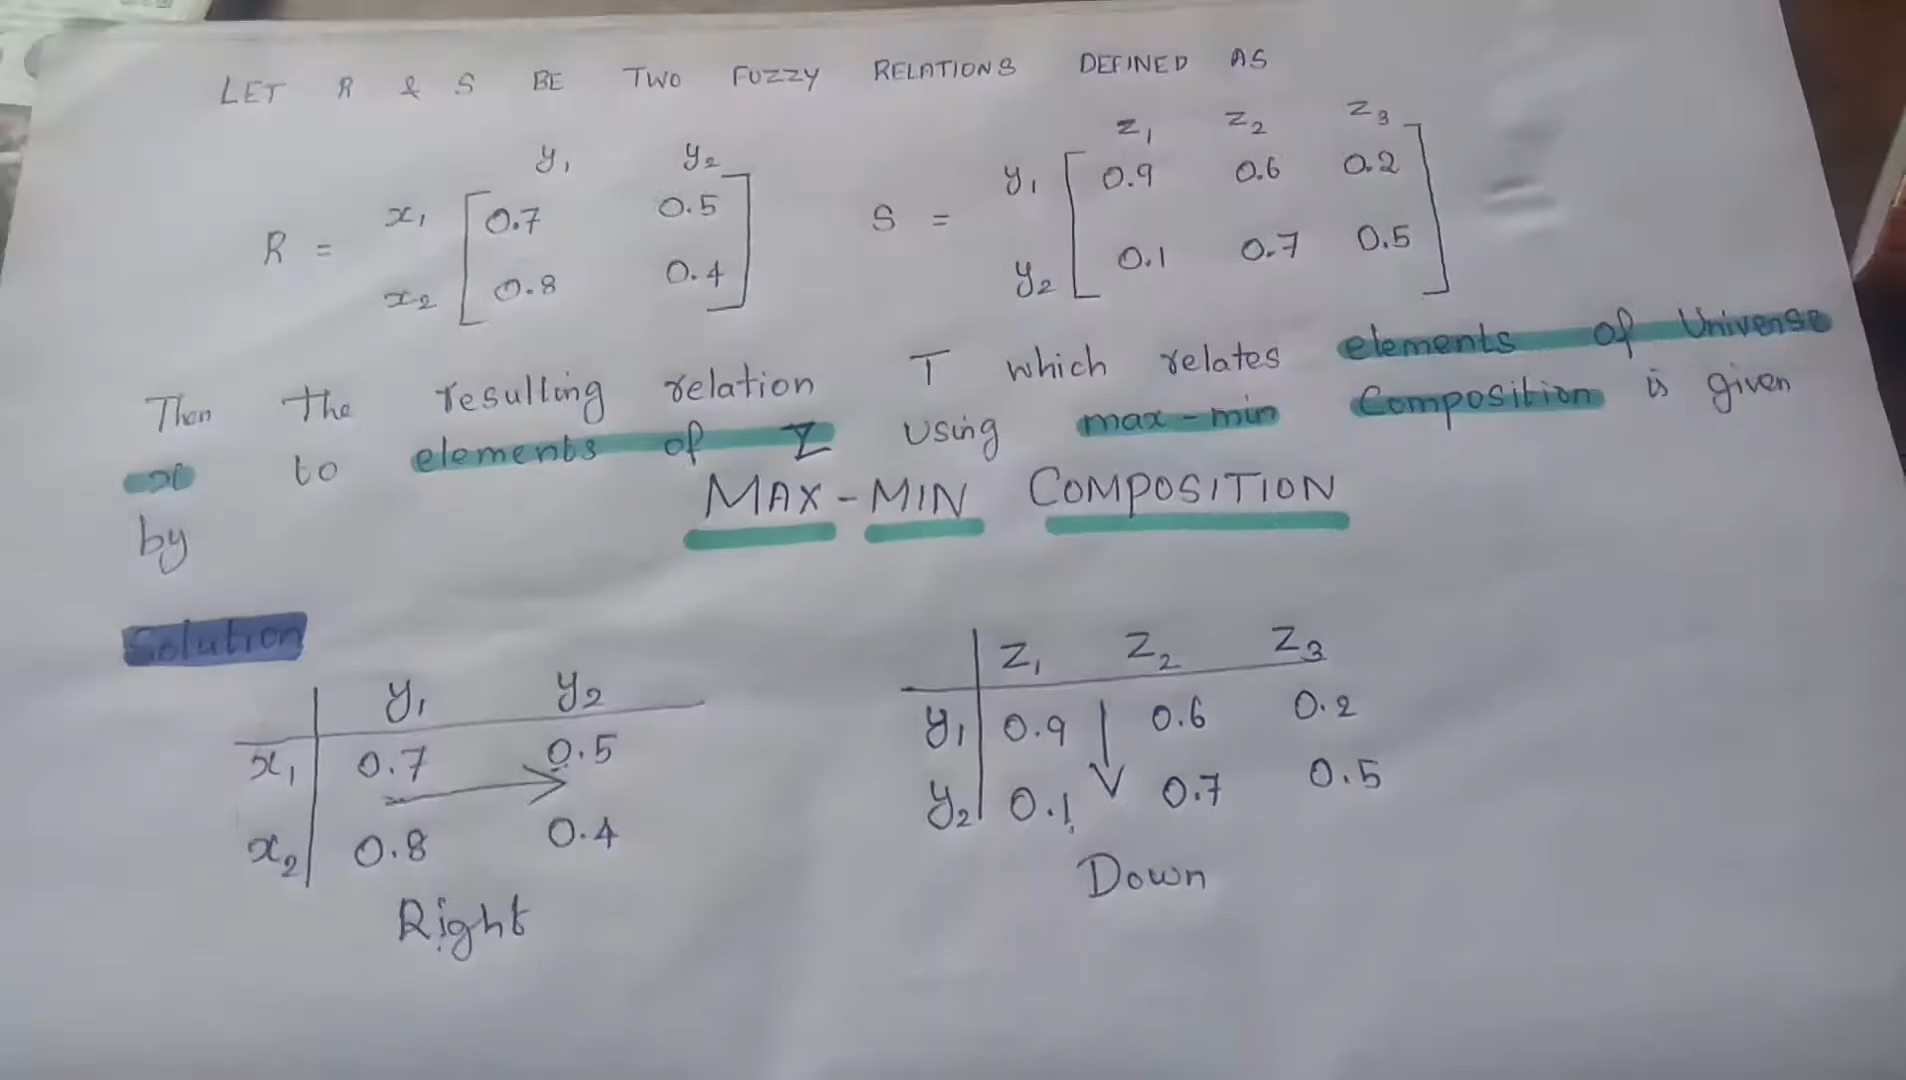 LET R & S BE TWO FUZZY RELATIONS DEFINED AS
y1 y2
z1 z2 z3
R = x1 0.7 0.5
x2 0.8 0.4
S = y1 0.9 0.6 0.2
y2 0.1 0.7 0.5
Then the resulling relation T which relates elements of Universe
x to elements of Z using max-min Composition is given
by
MAX-MIN COMPOSITION
Solution
y1 y2
x1 0.7 0.5
x2 0.8 0.4
Right
Z1 Z2 Z3
y1 0.9 0.6 0.2
y2 0.1 0.7 0.5
Down